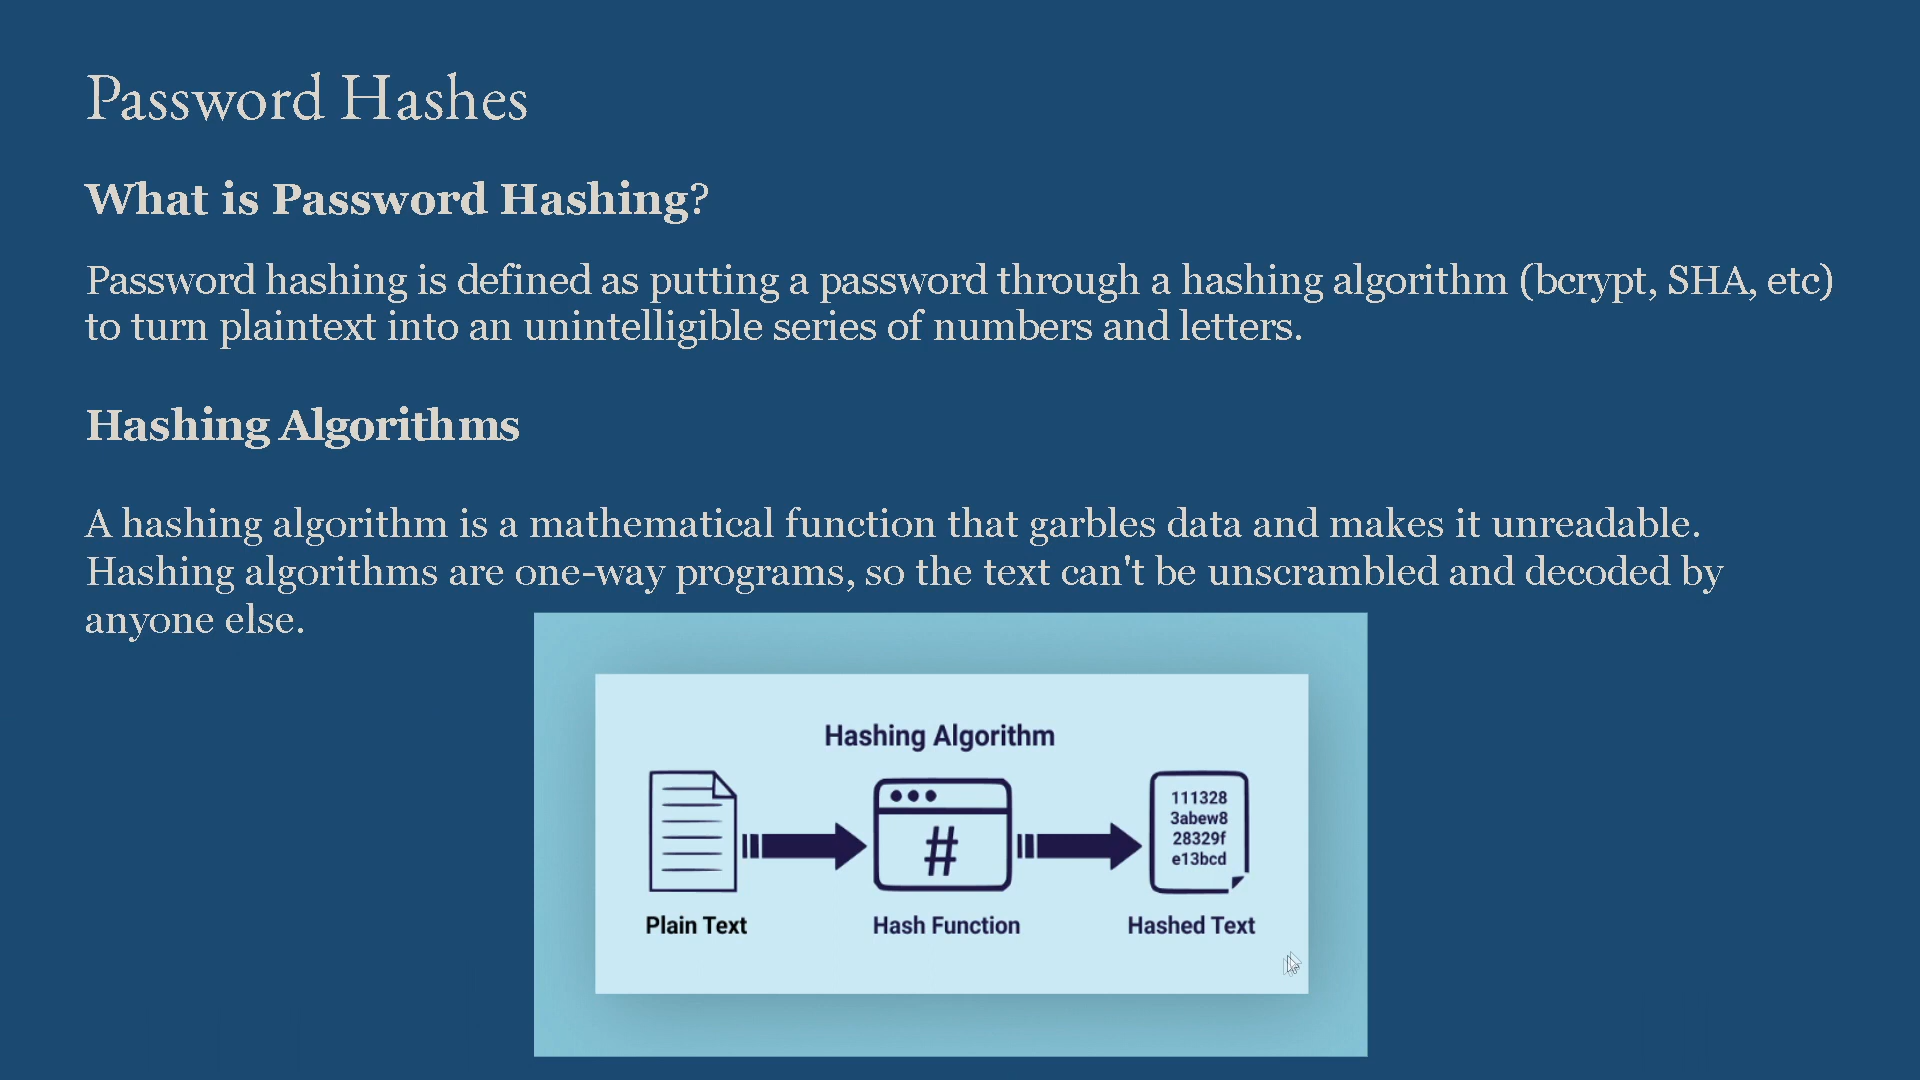 Password Hashes
What is Password Hashing?
Password hashing is defined as putting a password through a hashing algorithm (bcrypt, SHA, etc)
to turn plaintext into an unintelligible series of numbers and letters.
Hashing Algorithms
A hashing algorithm is a mathematical function that garbles data and makes it unreadable.
Hashing algorithms are one-way programs, so the text can't be unscrambled and decoded by
anyone else.
Hashing Algorithm
#
111328
3abew8
28329f
e13bcd
Plain Text
Hash Function
Hashed Text